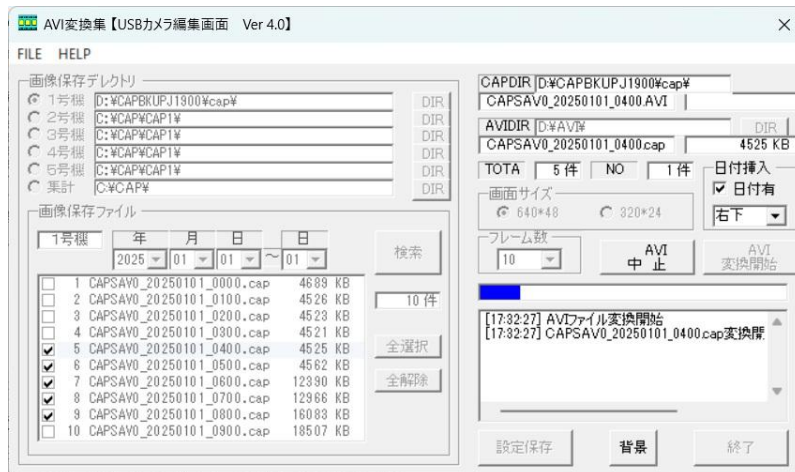 AVI変換集【USBカメラ編集画面 Ver 4.0】
FILE HELP
画像保存デレクトリ
1号機 D:¥CAPBKUPJ1900¥cap¥ DIR
2号機 D:¥CAP¥CAP1¥ DIR
3号機 D:¥CAP¥CAP1¥ DIR
4号機 D:¥CAP¥CAP1¥ DIR
5号機 D:¥CAP¥CAP1¥ DIR
集計 C:¥CAP¥ DIR
画像保存ファイル
1号機 年 月 日 日
2025 01 01 ～ 01
検索
1 CAPSAV0_20250101_0000.cap 4689 KB
2 CAPSAV0_20250101_0100.cap 4526 KB
3 CAPSAV0_20250101_0200.cap 4523 KB
4 CAPSAV0_20250101_0300.cap 4521 KB
5 CAPSAV0_20250101_0400.cap 4525 KB
6 CAPSAV0_20250101_0500.cap 4562 KB
7 CAPSAV0_20250101_0600.cap 12390 KB
8 CAPSAV0_20250101_0700.cap 12966 KB
9 CAPSAV0_20250101_0800.cap 16083 KB
10 CAPSAV0_20250101_0900.cap 18507 KB
10 件
全選択
全解除
CAPDIR D:¥CAPBKUPJ1900¥cap¥
CAPSAV0_20250101_0400.AVI
AVIDIR D:¥AVI¥ DIR
CAPSAV0_20250101_0400.cap 4525 KB
TOTA 5 件 NO 1 件
日付挿入
日付有
右下
画面サイズ
640*48 320*24
フレーム数
10
AVI
中 止
AVI
変換開始
[17:32:27] AVIファイル変換開始
[17:32:27] CAPSAV0_20250101_0400.cap変換開
設定保存 背景 終了